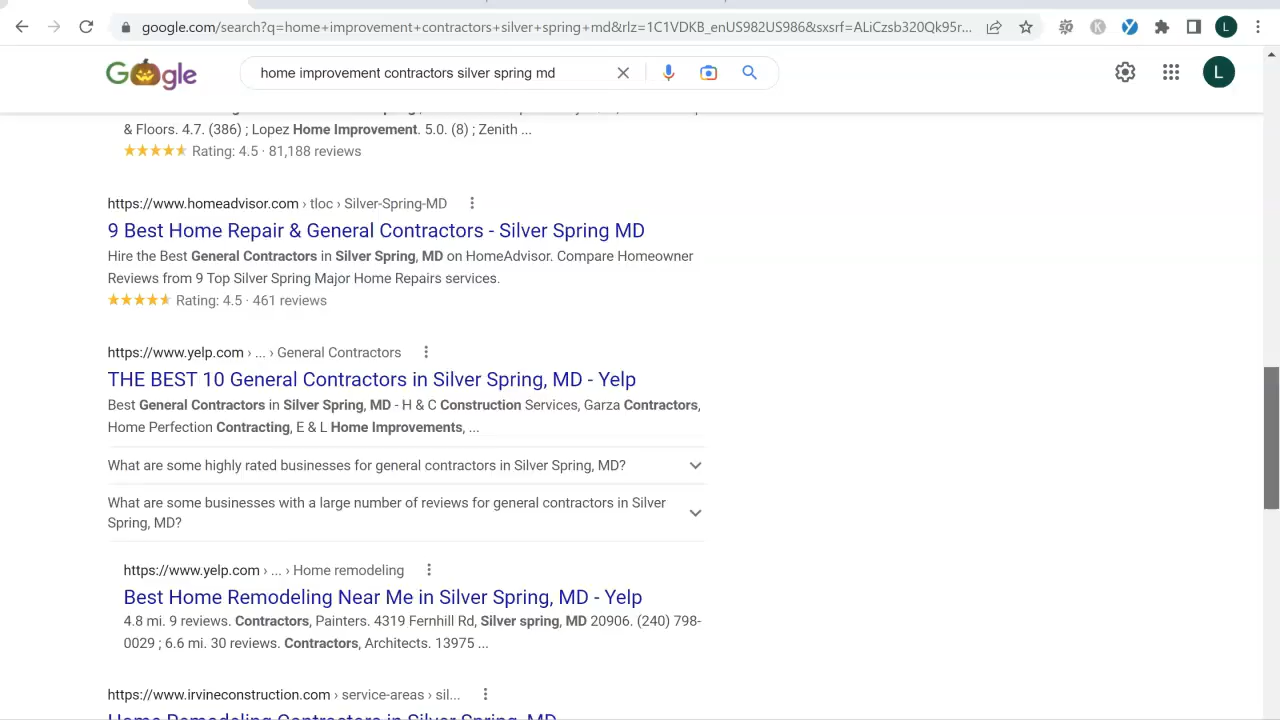 google.com/search?q=home+improvement+contractors+silver+spring+md&rlz=1C1VDKB_enUS982US986&sxsrf=ALiCzsb320Qk95r...
K
L
Google
home improvement contractors silver spring md
L
& Floors. 4.7. (386) ; Lopez Home Improvement. 5.0. (8) ; Zenith ...
Rating: 4.5 · 81,188 reviews
https://www.homeadvisor.com › tloc › Silver-Spring-MD
9 Best Home Repair & General Contractors - Silver Spring MD
Hire the Best General Contractors in Silver Spring, MD on HomeAdvisor. Compare Homeowner
Reviews from 9 Top Silver Spring Major Home Repairs services.
Rating: 4.5 · 461 reviews
https://www.yelp.com › ... › General Contractors
THE BEST 10 General Contractors in Silver Spring, MD - Yelp
Best General Contractors in Silver Spring, MD - H & C Construction Services, Garza Contractors,
Home Perfection Contracting, E & L Home Improvements, ...
What are some highly rated businesses for general contractors in Silver Spring, MD?
What are some businesses with a large number of reviews for general contractors in Silver
Spring, MD?
https://www.yelp.com › ... › Home remodeling
Best Home Remodeling Near Me in Silver Spring, MD - Yelp
4.8 mi. 9 reviews. Contractors, Painters. 4319 Fernhill Rd, Silver spring, MD 20906. (240) 798-
0029 ; 6.6 mi. 30 reviews. Contractors, Architects. 13975 ...
https://www.irvineconstruction.com › service-areas › sil...
Home Remodeling Contractors in Silver Spring, MD